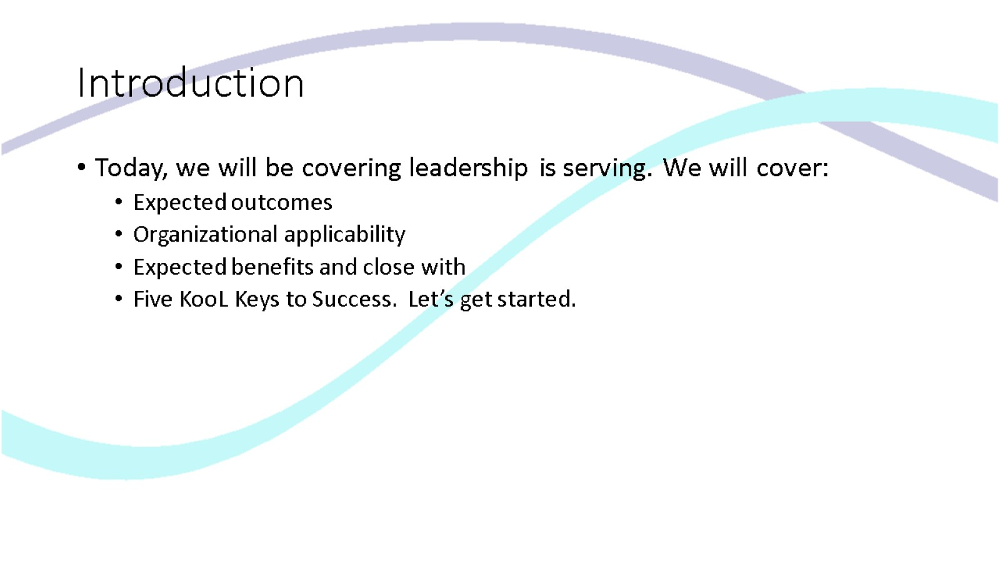 Introduction
• Today, we will be covering leadership is serving. We will cover:
• Expected outcomes
• Organizational applicability
• Expected benefits and close with
• Five KooL Keys to Success. Let’s get started.